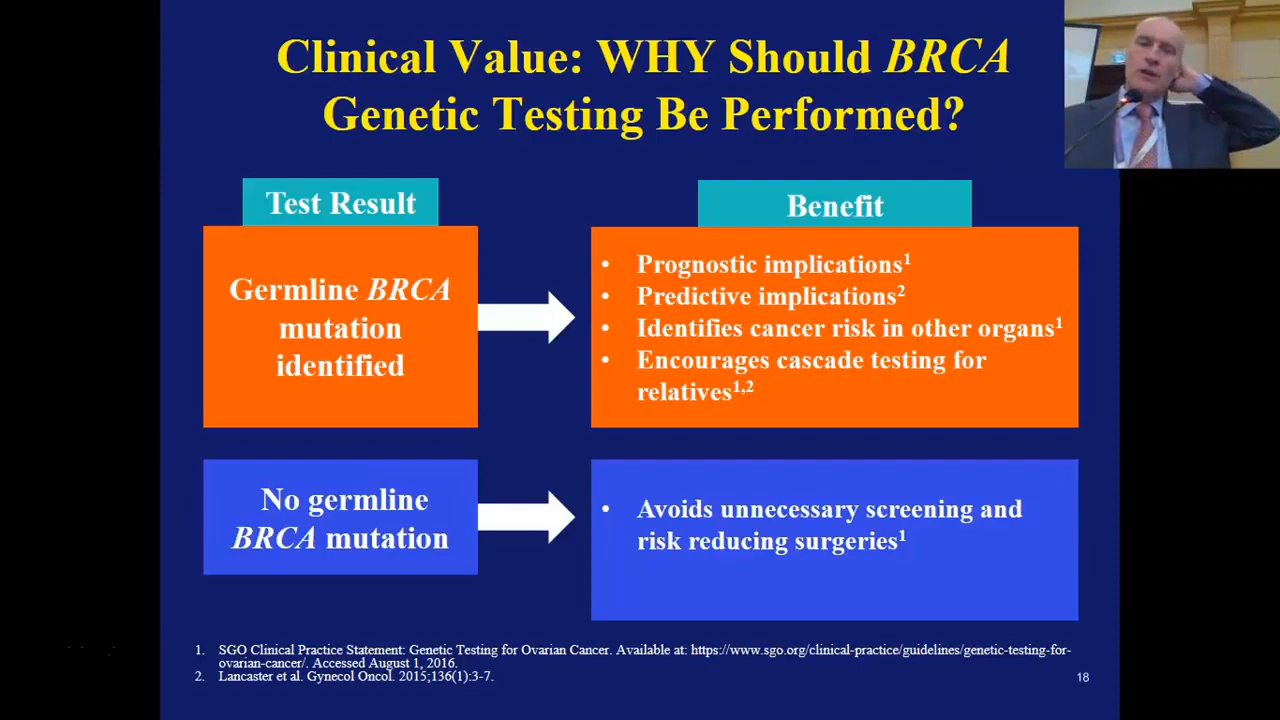 Clinical Value: WHY Should BRCA
Genetic Testing Be Performed?
Test Result
Benefit
Germline BRCA
mutation
identified
• Prognostic implications¹
• Predictive implications²
• Identifies cancer risk in other organs¹
• Encourages cascade testing for
relatives¹,²
No germline
BRCA mutation
• Avoids unnecessary screening and
risk reducing surgeries¹
1. SGO Clinical Practice Statement: Genetic Testing for Ovarian Cancer. Available at: https://www.sgo.org/clinical-practice/guidelines/genetic-testing-for-
ovarian-cancer/. Accessed August 1, 2016.
2. Lancaster et al. Gynecol Oncol. 2015;136(1):3-7.
18